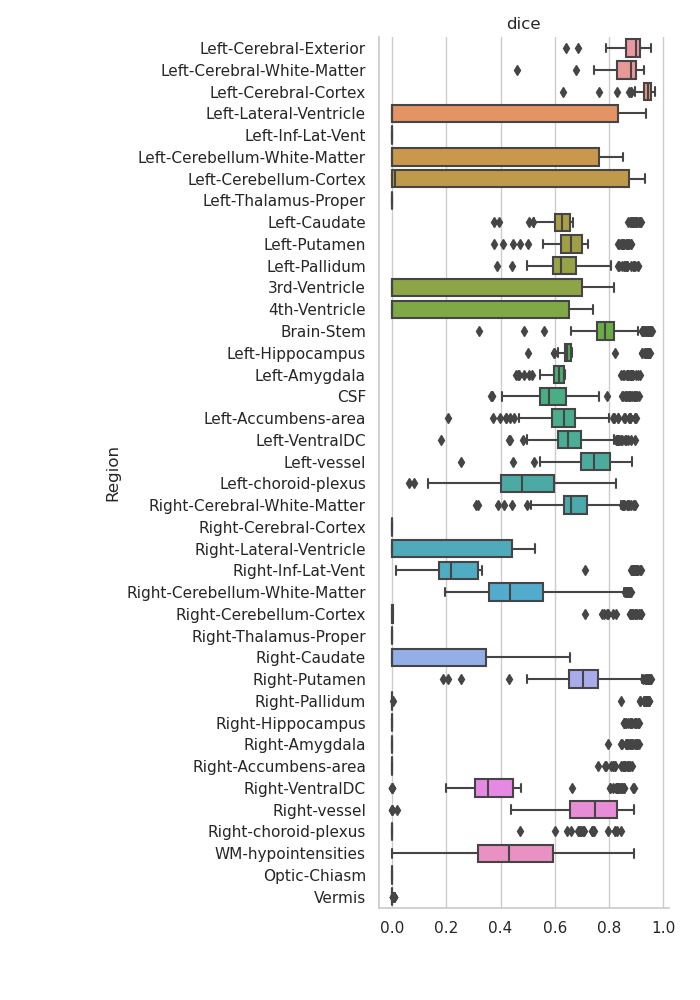 dice
Left-Cerebral-Exterior
Left-Cerebral-White-Matter
Left-Cerebral-Cortex
Left-Lateral-Ventricle
Left-Inf-Lat-Vent
Left-Cerebellum-White-Matter
Left-Cerebellum-Cortex
Left-Thalamus-Proper
Left-Caudate
Left-Putamen
Left-Pallidum
3rd-Ventricle
4th-Ventricle
Brain-Stem
Left-Hippocampus
Left-Amygdala
CSF
Left-Accumbens-area
Left-VentralDC
Left-vessel
Left-choroid-plexus
Right-Cerebral-White-Matter
Right-Cerebral-Cortex
Right-Lateral-Ventricle
Right-Inf-Lat-Vent
Right-Cerebellum-White-Matter
Right-Cerebellum-Cortex
Right-Thalamus-Proper
Right-Caudate
Right-Putamen
Right-Pallidum
Right-Hippocampus
Right-Amygdala
Right-Accumbens-area
Right-VentralDC
Right-vessel
Right-choroid-plexus
WM-hypointensities
Optic-Chiasm
Vermis
Region
0.0 0.2 0.4 0.6 0.8 1.0